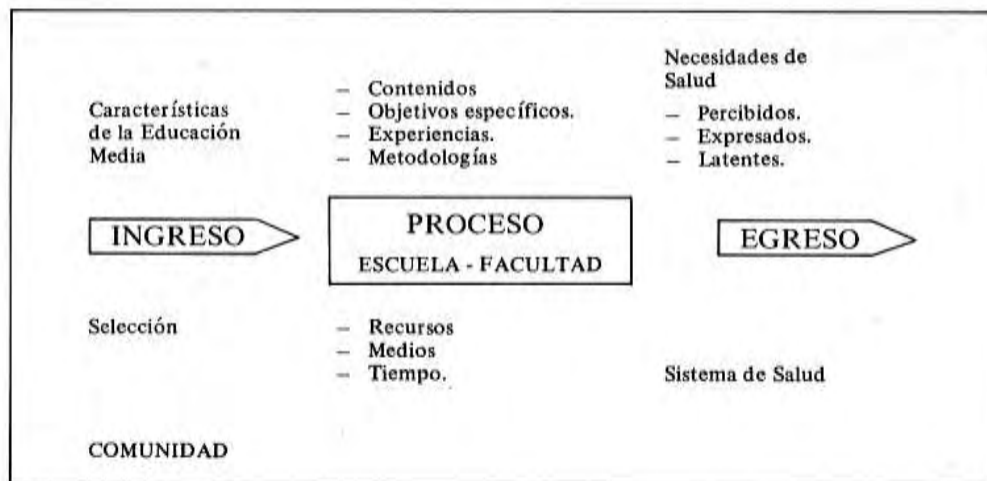 Características
de la Educación
Media
— Contenidos
— Objetivos específicos.
— Experiencias.
— Metodologías
Necesidades de
Salud
— Percibidos.
— Expresados.
— Latentes.
INGRESO
PROCESO
ESCUELA - FACULTAD
EGRESO
Selección
— Recursos
— Medios
— Tiempo.
Sistema de Salud
COMUNIDAD